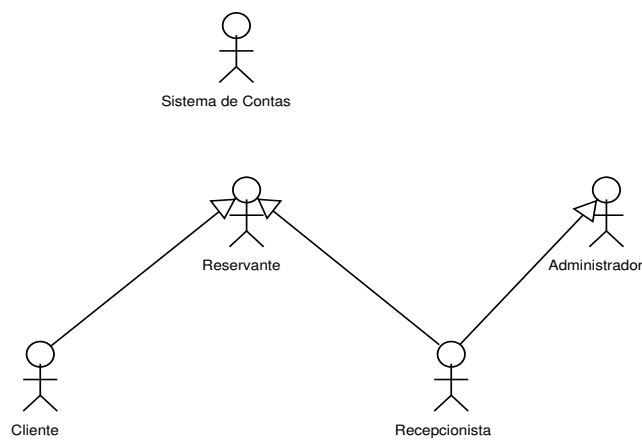 Sistema de Contas
Reservante
Administrador
Cliente
Recepcionista